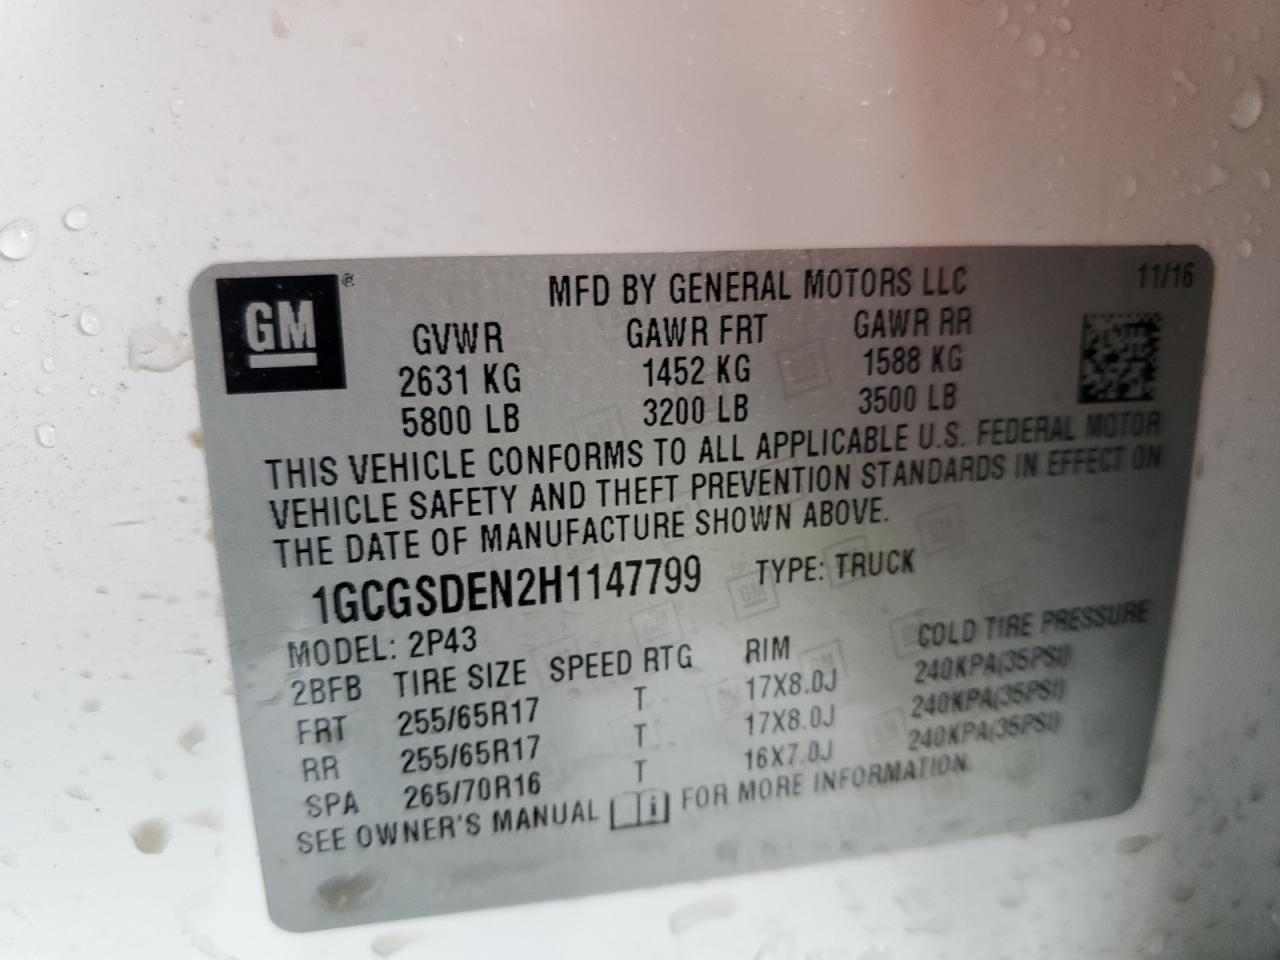 GM ® MFD BY GENERAL MOTORS LLC 11/16
GVWR GAWR FRT GAWR RR
2631 KG 1452 KG 1588 KG
5800 LB 3200 LB 3500 LB
THIS VEHICLE CONFORMS TO ALL APPLICABLE U.S. FEDERAL MOTOR
VEHICLE SAFETY AND THEFT PREVENTION STANDARDS IN EFFECT ON
THE DATE OF MANUFACTURE SHOWN ABOVE.
1GCGSDEN2H1147799 TYPE: TRUCK
MODEL: 2P43
2BFB TIRE SIZE SPEED RTG RIM COLD TIRE PRESSURE
FRT 255/65R17 T 17X8.0J 240KPA(35PSI)
RR 255/65R17 T 17X8.0J 240KPA(35PSI)
SPA 265/70R16 T 16X7.0J 240KPA(35PSI)
SEE OWNER'S MANUAL i FOR MORE INFORMATION.